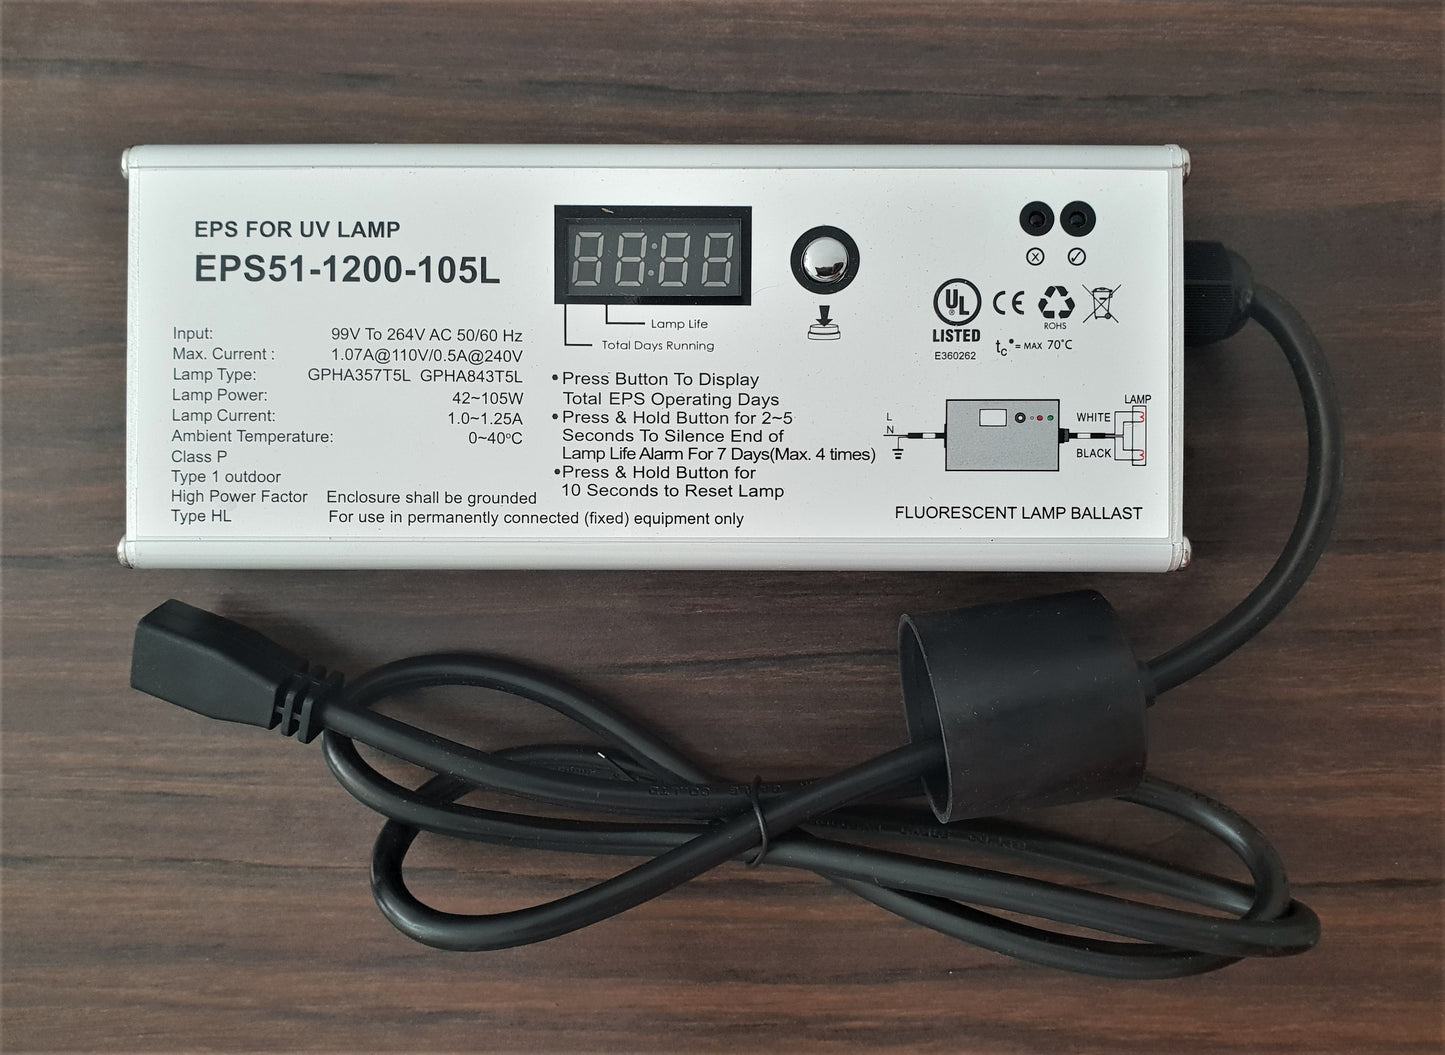 EPS FOR UV LAMP
EPS51-1200-105L
Input: 99V To 264V AC 50/60 Hz
Max. Current : 1.07A@110V/0.5A@240V
Lamp Type: GPHA357T5L GPHA843T5L
Lamp Power: 42~105W
Lamp Current: 1.0~1.25A
Ambient Temperature: 0~40°C
Class P
Type 1 outdoor
High Power Factor Enclosure shall be grounded
Type HL For use in permanently connected (fixed) equipment only
Lamp Life
Total Days Running
• Press Button To Display
Total EPS Operating Days
• Press & Hold Button for 2~5
Seconds To Silence End of
Lamp Life Alarm For 7 Days(Max. 4 times)
• Press & Hold Button for
10 Seconds to Reset Lamp
UL ®
LISTED
E360262
CE
ROHS
tc•= MAX 70°C
L
N
LAMP
WHITE
BLACK
FLUORESCENT LAMP BALLAST